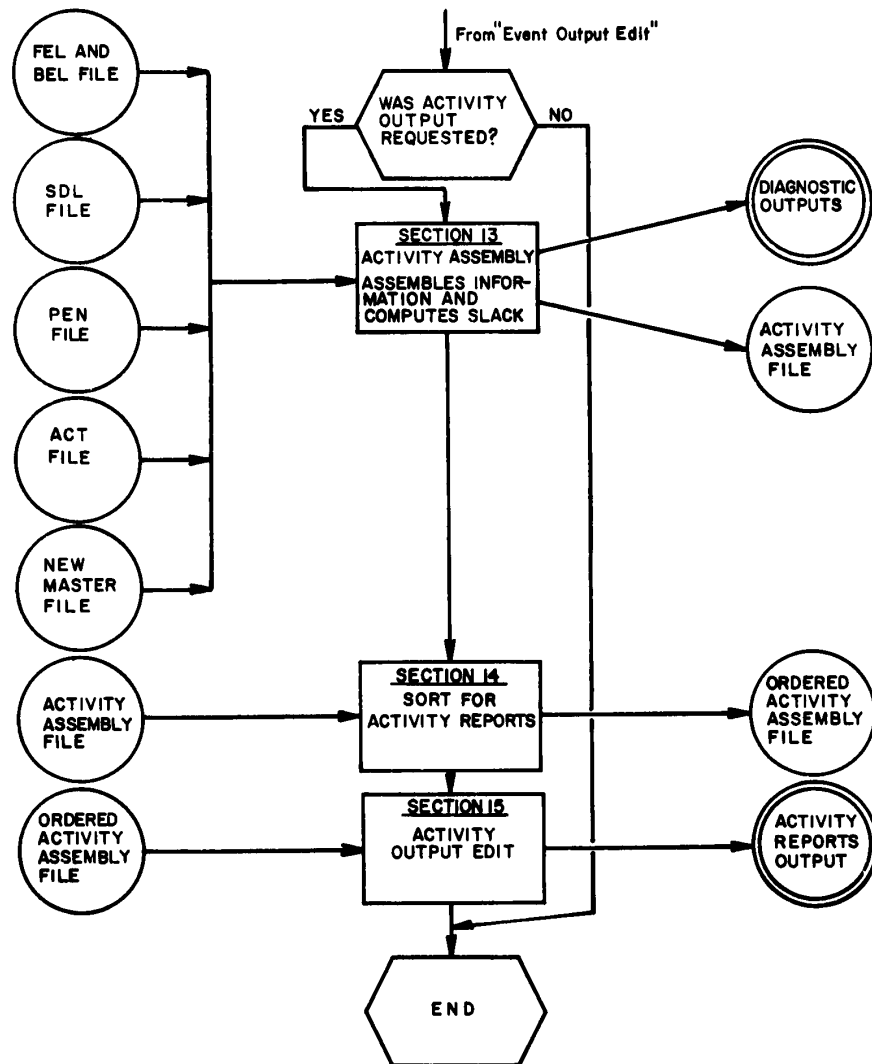 From "Event Output Edit"
FEL AND
BEL FILE
YES
WAS ACTIVITY
OUTPUT
REQUESTED?
NO
SDL
FILE
DIAGNOSTIC
OUTPUTS
SECTION 13
ACTIVITY ASSEMBLY
ASSEMBLES INFOR-
MATION AND
COMPUTES SLACK
PEN
FILE
ACTIVITY
ASSEMBLY
FILE
ACT
FILE
NEW
MASTER
FILE
ACTIVITY
ASSEMBLY
FILE
SECTION 14
SORT FOR
ACTIVITY REPORTS
ORDERED
ACTIVITY
ASSEMBLY
FILE
ORDERED
ACTIVITY
ASSEMBLY
FILE
SECTION 15
ACTIVITY
OUTPUT EDIT
ACTIVITY
REPORTS
OUTPUT
END